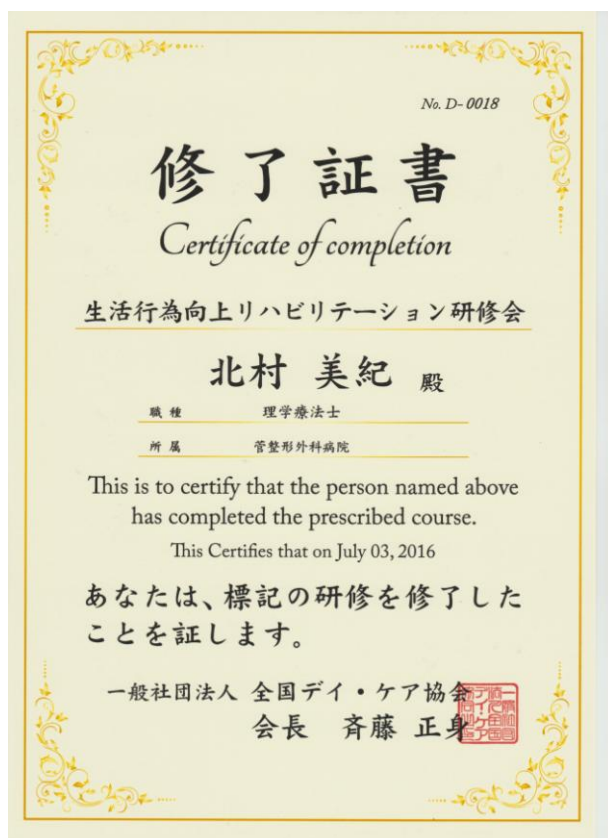 No. D- 0018
修了証書
Certificate of completion
生活行為向上リハビリテーション研修会
北村 美紀 殿
職種 理学療法士
所属 菅整形外科病院
This is to certify that the person named above
has completed the prescribed course.
This Certifies that on July 03, 2016
あなたは、標記の研修を修了した
ことを証します。
一般社団法人 全国デイ・ケア協会
会長 斉藤 正身